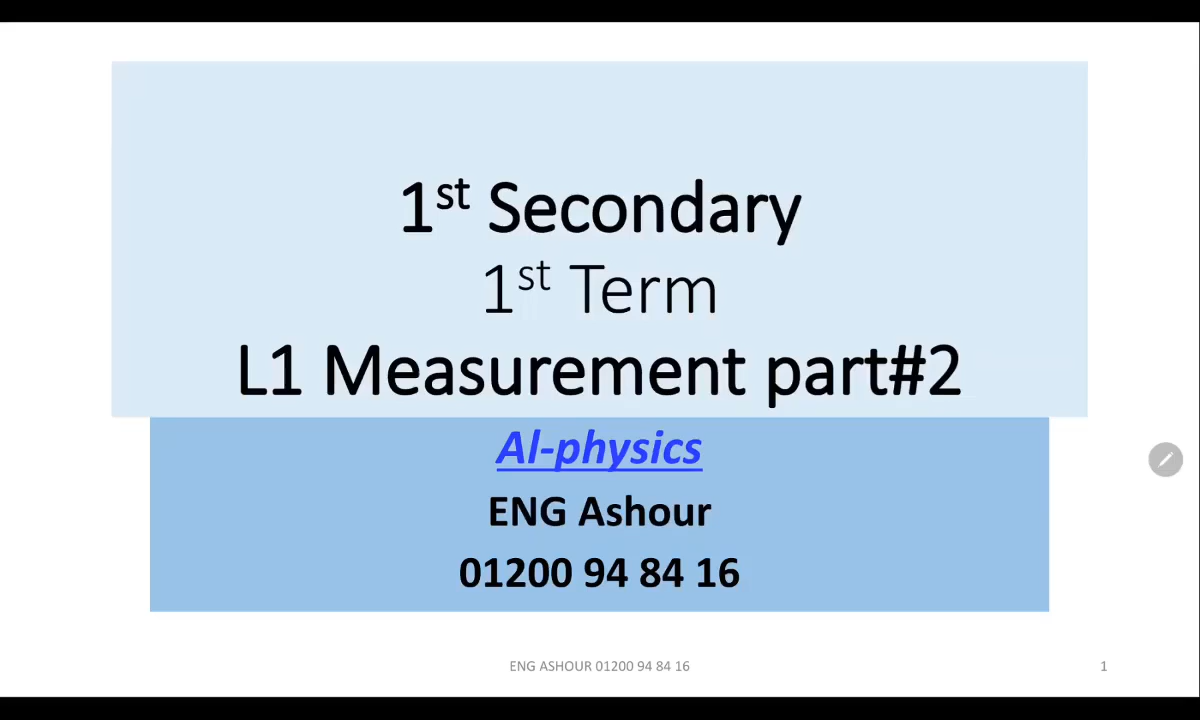 1st Secondary
1st Term
L1 Measurement part#2
Al-physics
ENG Ashour
01200 94 84 16
ENG ASHOUR 01200 94 84 16
1